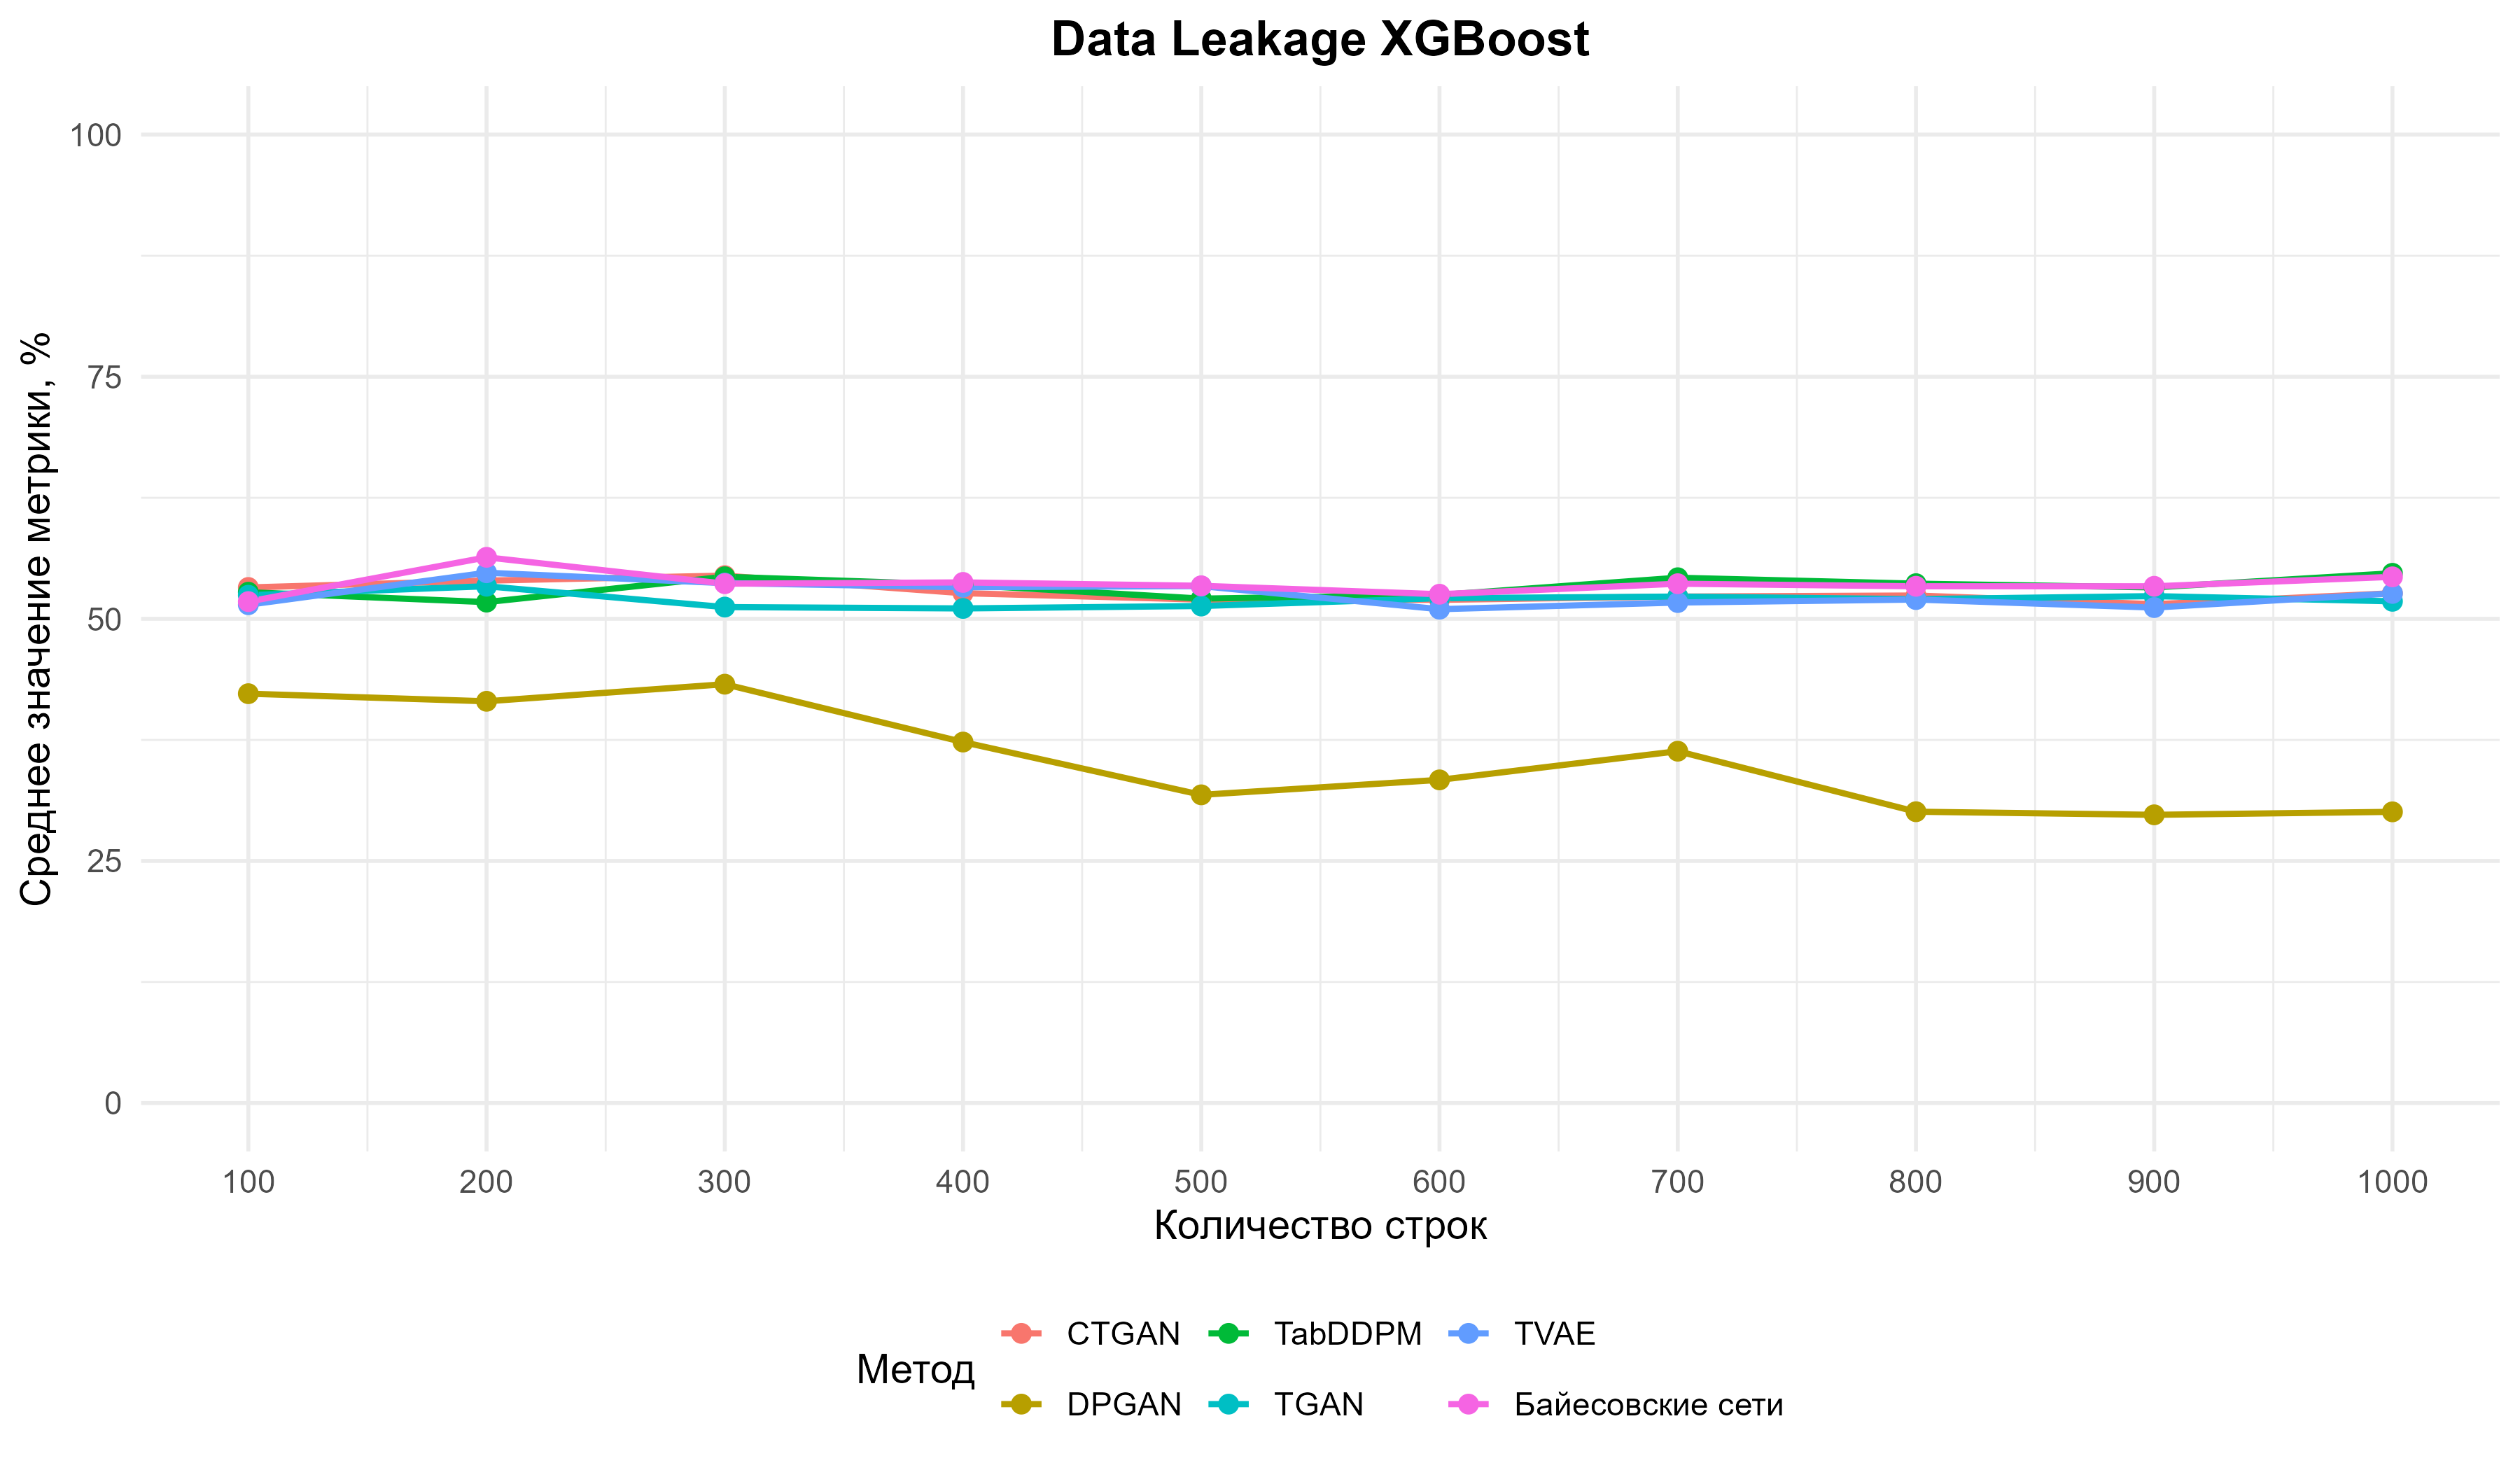 Data Leakage XGBoost
Среднее значение метрики, %
100
75
50
25
0
100 200 300 400 500 600 700 800 900 1000
Количество строк
Метод
CTGAN TabDDPM TVAE
DPGAN TGAN Байесовские сети